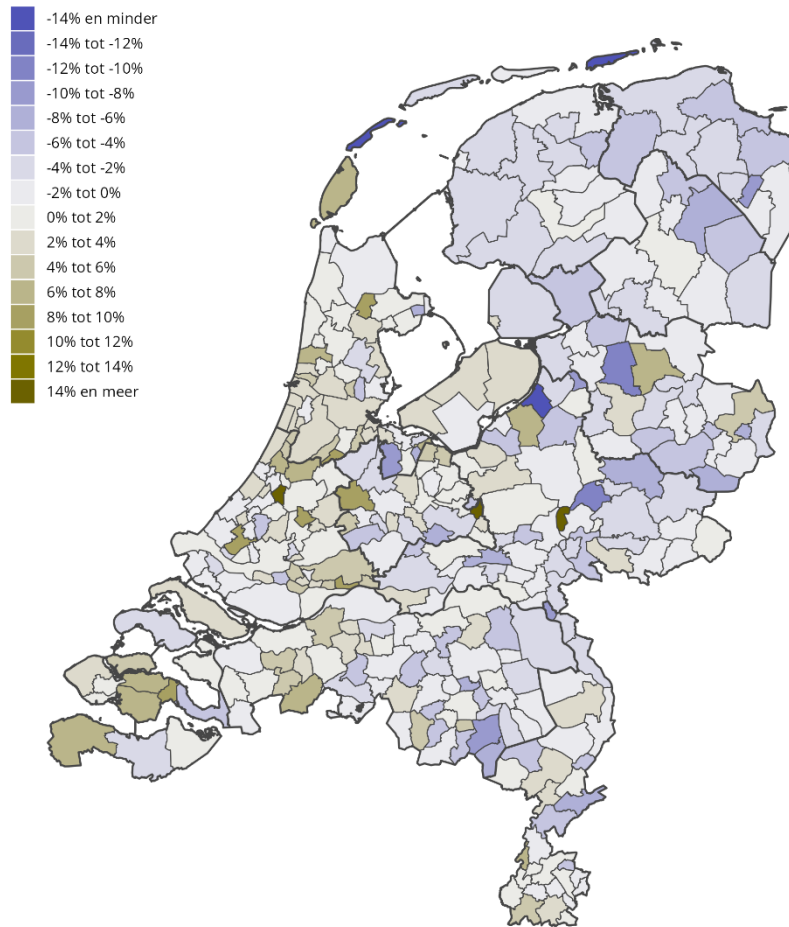 -14% en minder
-14% tot -12%
-12% tot -10%
-10% tot -8%
-8% tot -6%
-6% tot -4%
-4% tot -2%
-2% tot 0%
0% tot 2%
2% tot 4%
4% tot 6%
6% tot 8%
8% tot 10%
10% tot 12%
12% tot 14%
14% en meer